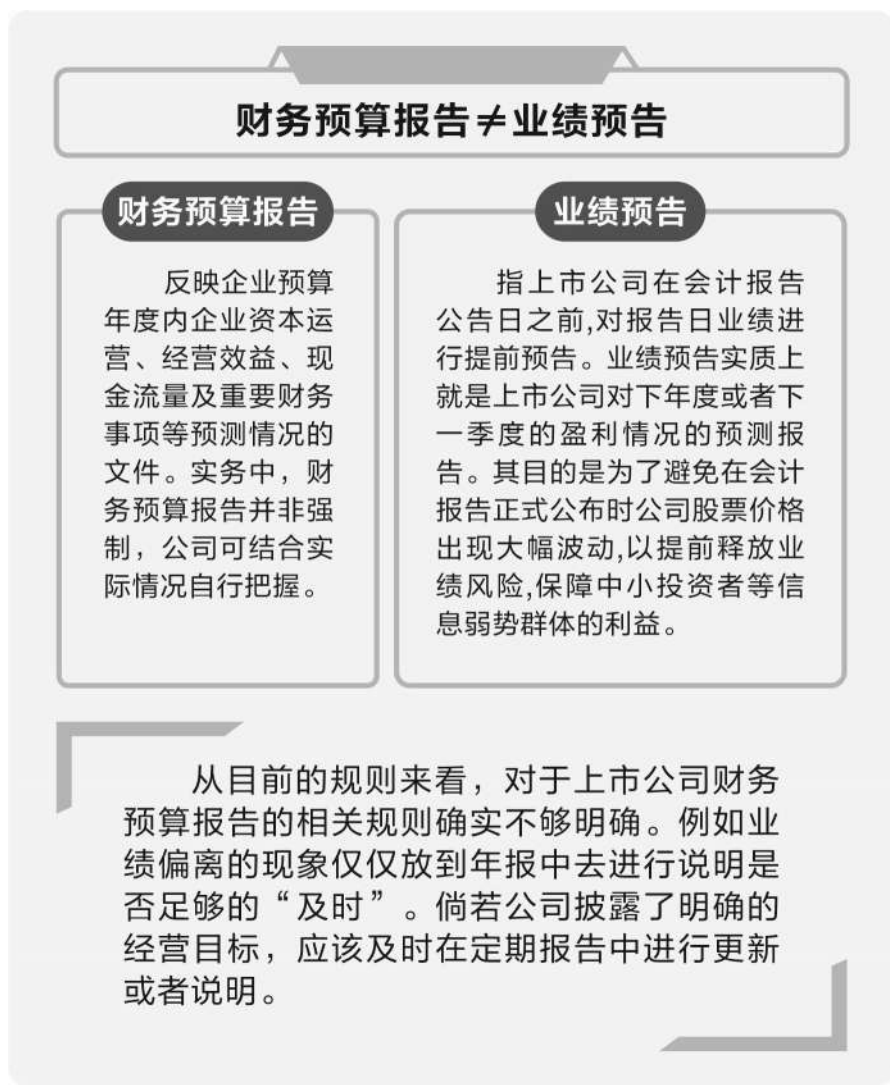 财务预算报告≠业绩预告
财务预算报告
反映企业预算
年度内企业资本运
营、经营效益、现
金流量及重要财务
事项等预测情况的
文件。实务中，财
务预算报告并非强
制，公司可结合实
际情况自行把握。
业绩预告
指上市公司在会计报告
公告日之前,对报告日业绩进
行提前预告。业绩预告实质上
就是上市公司对下年度或者下
一季度的盈利情况的预测报
告。其目的是为了避免在会计
报告正式公布时公司股票价格
出现大幅波动,以提前释放业
绩风险,保障中小投资者等信
息弱势群体的利益。
从目前的规则来看，对于上市公司财务
预算报告的相关规则确实不够明确。例如业
绩偏离的现象仅仅放到年报中去进行说明是
否足够的“及时”。倘若公司披露了明确的
经营目标，应该及时在定期报告中进行更新
或者说明。